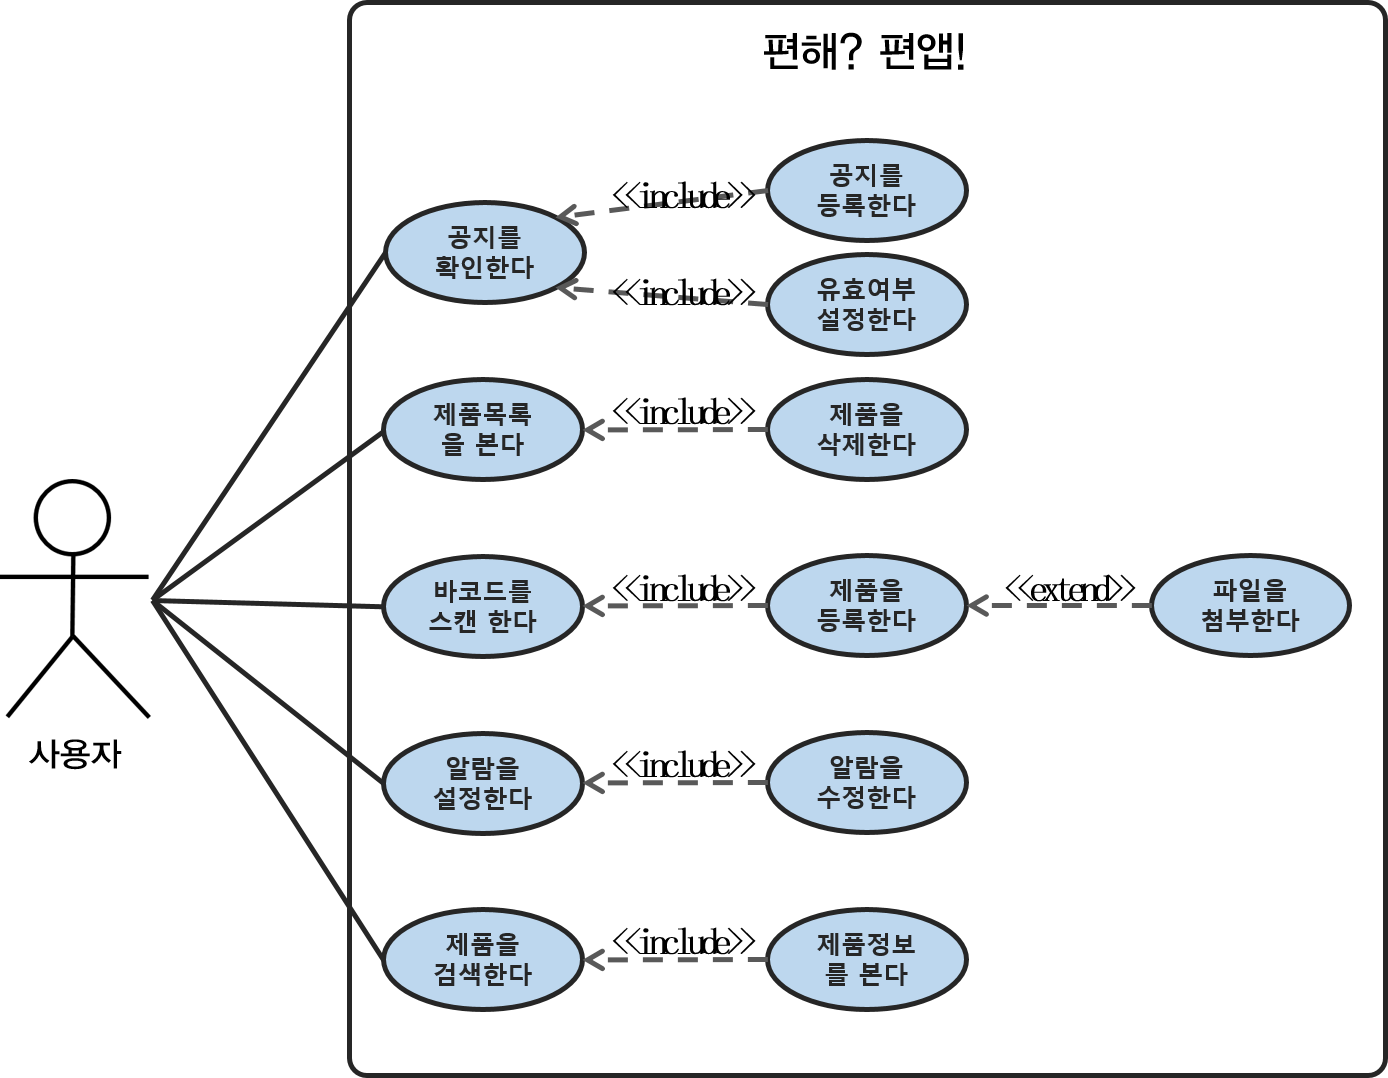 편해? 편앱!
공지를
확인한다
<<include>>
공지를
등록한다
<<include>>
유효여부
설정한다
제품목록
을 본다
<<include>>
제품을
삭제한다
바코드를
스캔 한다
<<include>>
제품을
등록한다
<<extend>>
파일을
첨부한다
사용자
알람을
설정한다
<<include>>
알람을
수정한다
제품을
검색한다
<<include>>
제품정보
를 본다